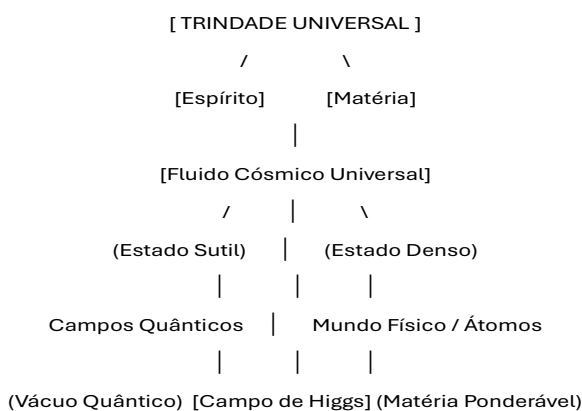 [ TRINDADE UNIVERSAL ]
/ \
[Espírito] [Matéria]
|
[Fluido Cósmico Universal]
/ | \
(Estado Sutil) | (Estado Denso)
| | |
Campos Quânticos | Mundo Físico / Átomos
| | |
(Vácuo Quântico) [Campo de Higgs] (Matéria Ponderável)